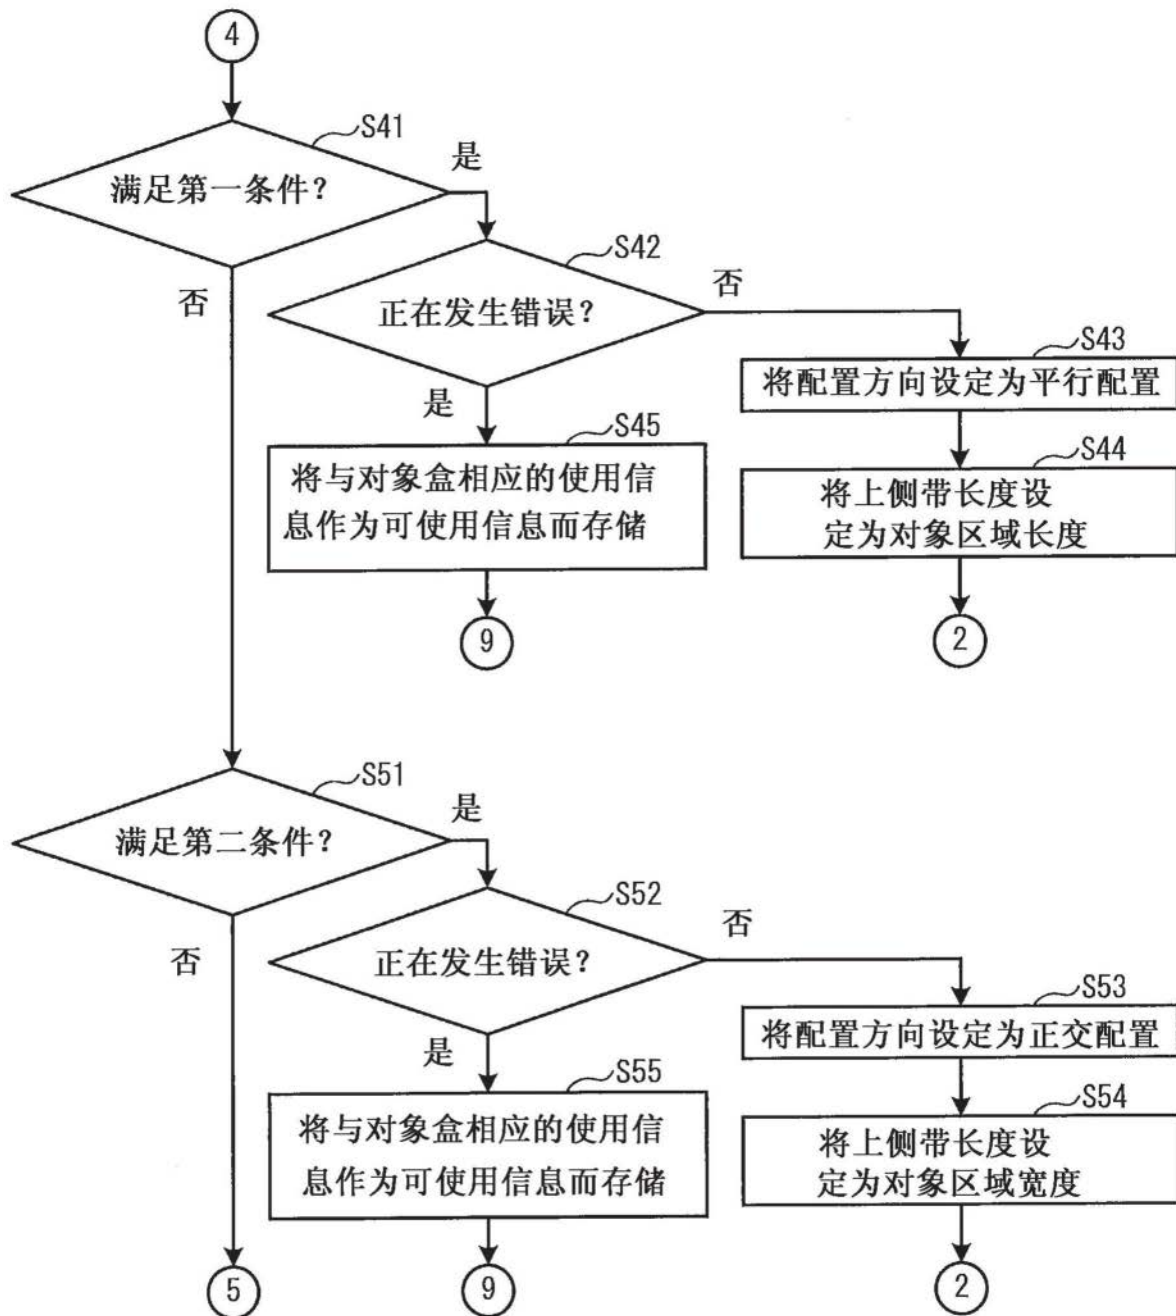 4
S41
是
满足第一条件?
S42
否
否
正在发生错误?
S43
将配置方向设定为平行配置
是
S45
S44
将与对象盒相应的使用信
息作为可使用信息而存储
将上侧带长度设
定为对象区域长度
9
2
S51
是
满足第二条件?
S52
否
否
正在发生错误?
S53
将配置方向设定为正交配置
是
S55
S54
将与对象盒相应的使用信
息作为可使用信息而存储
将上侧带长度设
定为对象区域宽度
5
9
2